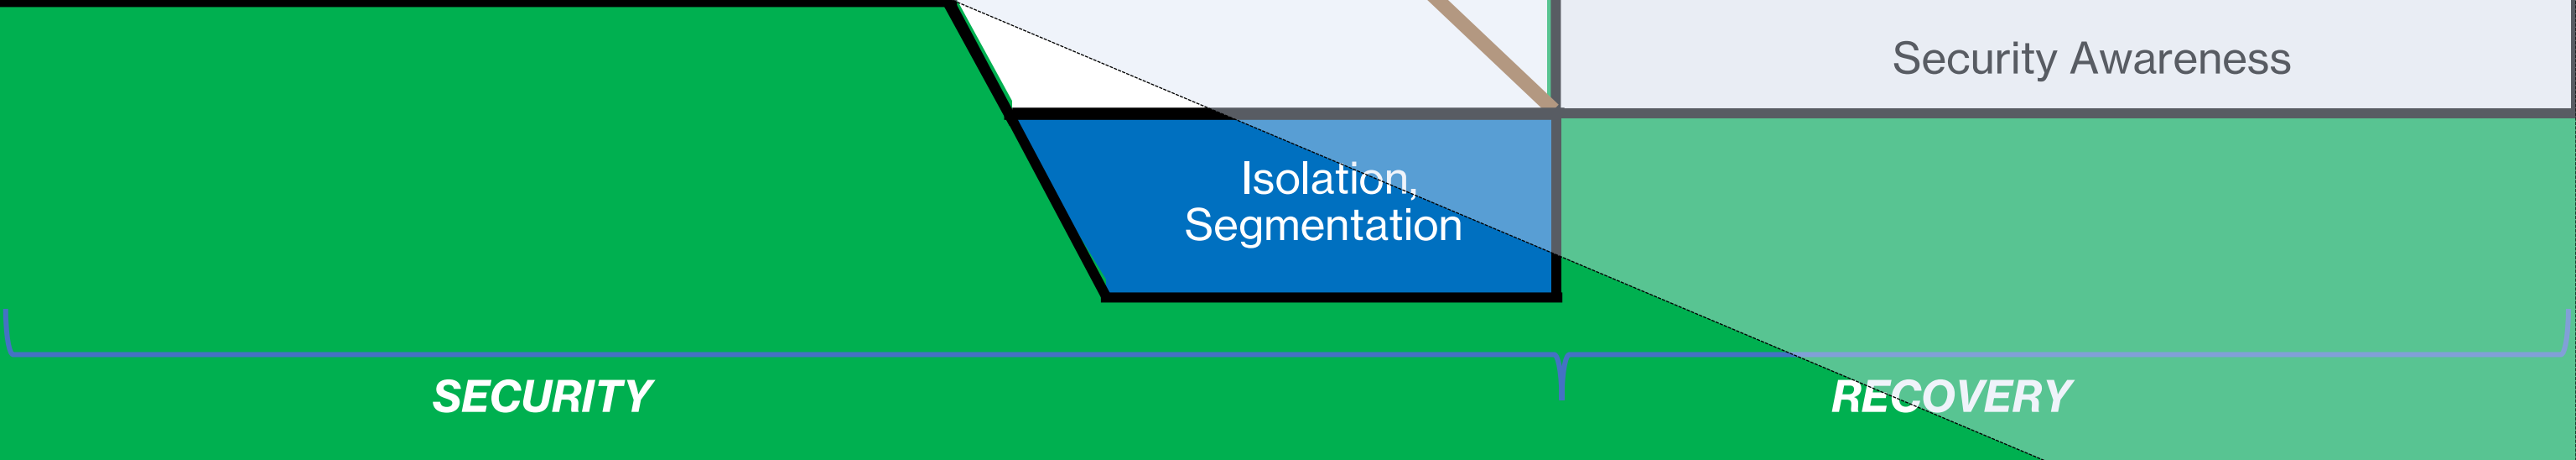 Security Awareness
Isolation,
Segmentation
SECURITY
RECOVERY